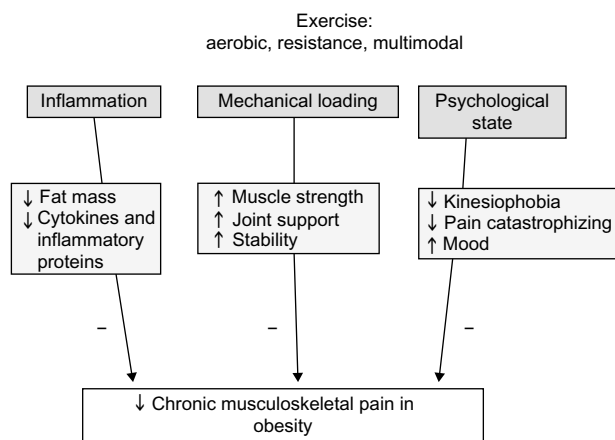 Exercise:
aerobic, resistance, multimodal
Inflammation
Mechanical loading
Psychological
state
↓ Fat mass
↓ Cytokines and
inflammatory
proteins
↑ Muscle strength
↑ Joint support
↑ Stability
↓ Kinesiophobia
↓ Pain catastrophizing
↑ Mood
–
–
–
↓ Chronic musculoskeletal pain in
obesity